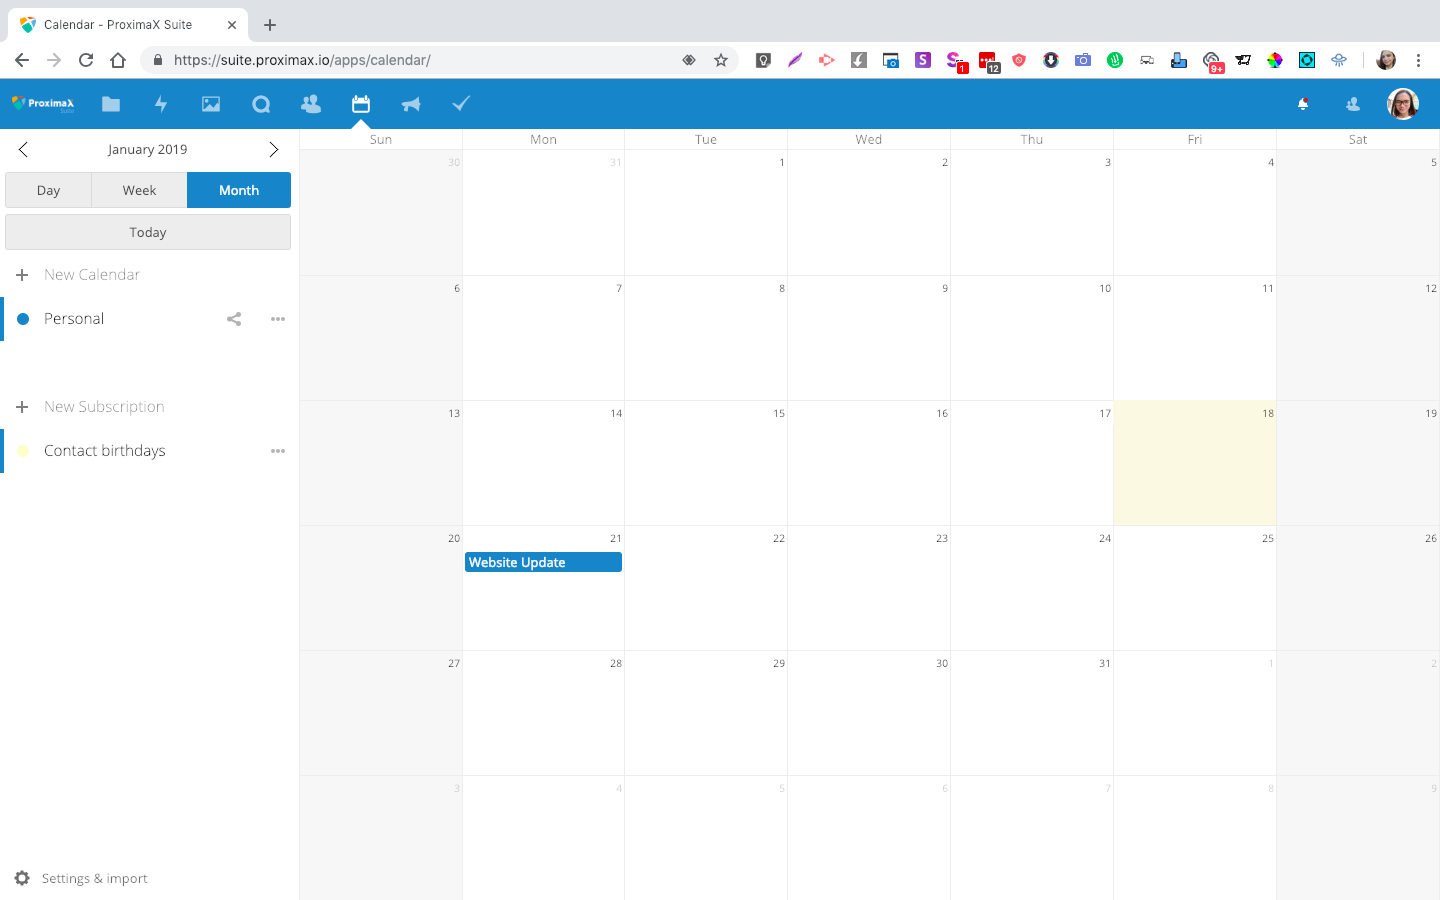 Calendar - ProximaX Suite
https://suite.proximax.io/apps/calendar/
S
1
12
9+
ProximaX
Suite
January 2019
Day Week Month
Today
New Calendar
Personal
New Subscription
Contact birthdays
Settings & import
Sun Mon Tue Wed Thu Fri Sat
30 31 1 2 3 4 5
6 7 8 9 10 11 12
13 14 15 16 17 18 19
20 21 22 23 24 25 26
Website Update
27 28 29 30 31 1 2
3 4 5 6 7 8 9